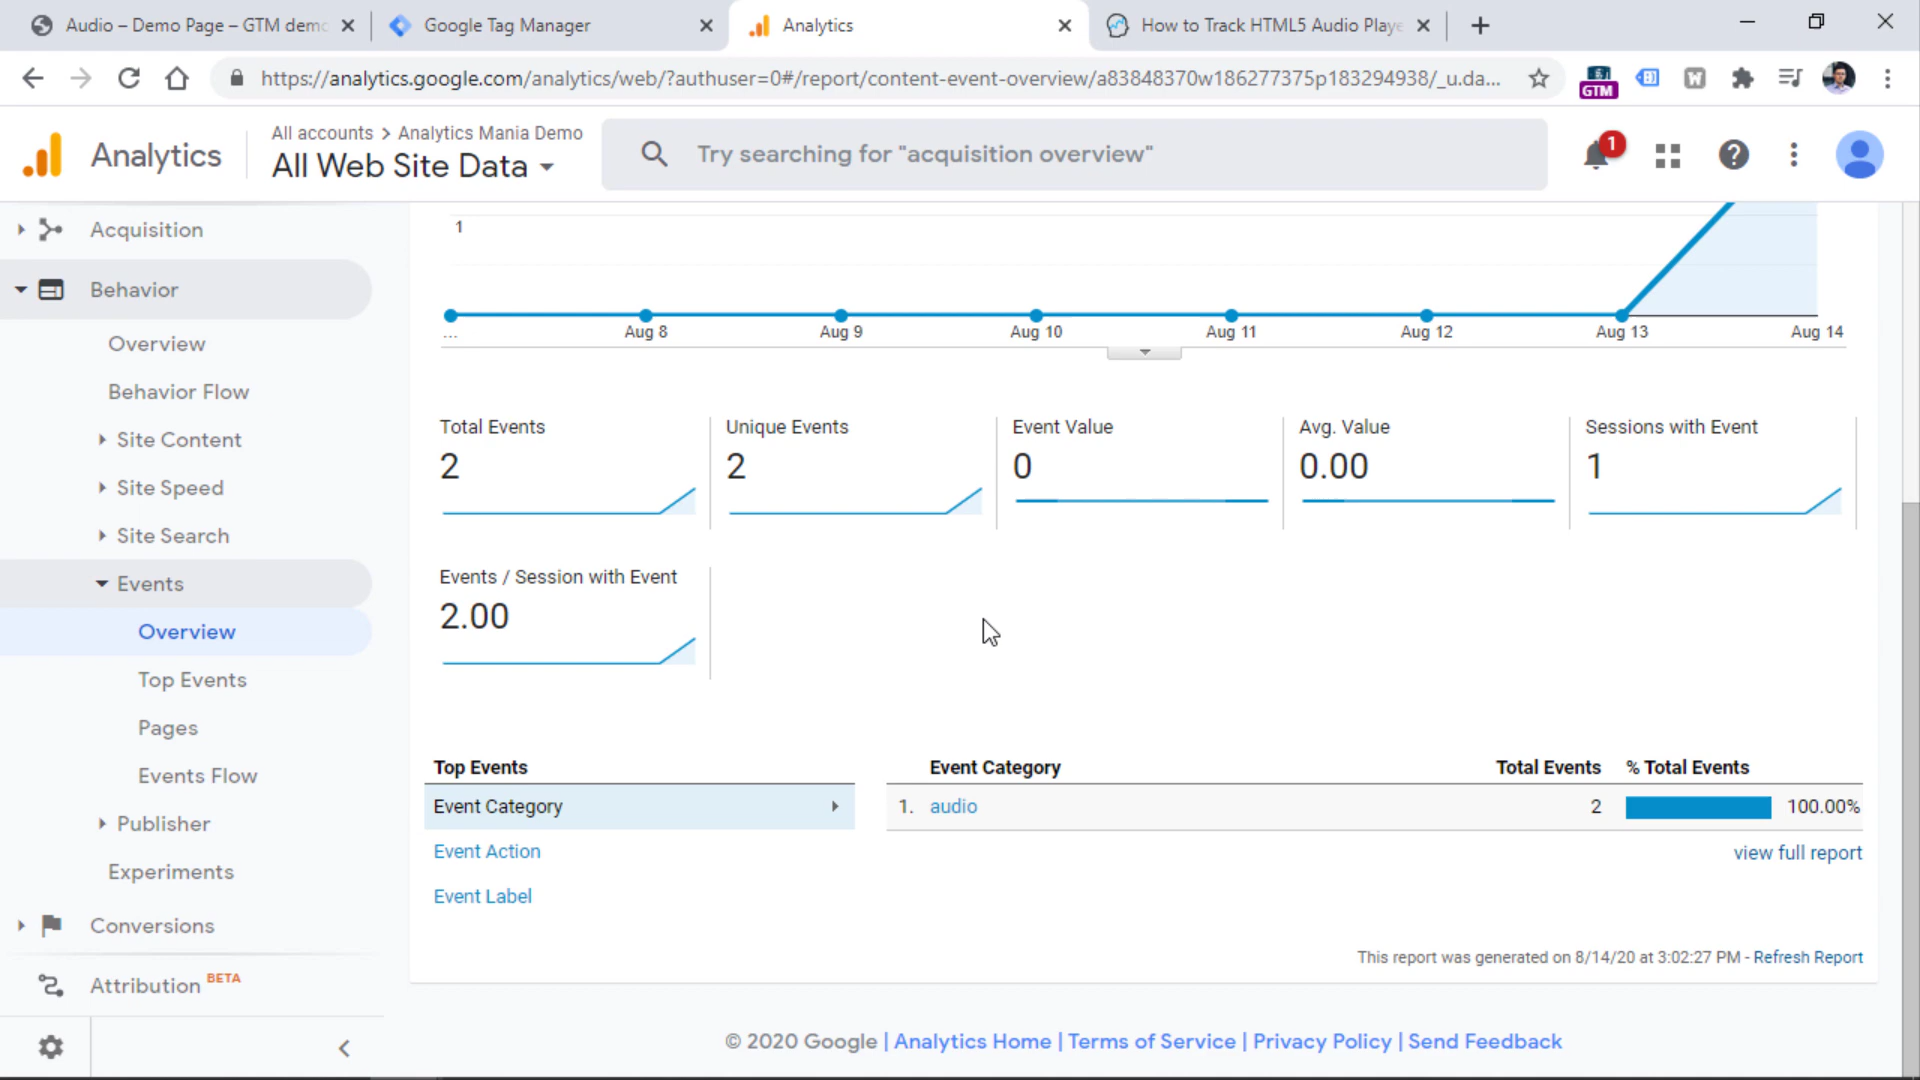 Audio – Demo Page – GTM demo
Google Tag Manager
Analytics
How to Track HTML5 Audio Playe
https://analytics.google.com/analytics/web/?authuser=0#/report/content-event-overview/a83848370w186277375p183294938/_u.da...
GTM
W
Analytics
All accounts > Analytics Mania Demo
All Web Site Data
Try searching for "acquisition overview"
1
Acquisition
Behavior
Overview
Behavior Flow
Site Content
Site Speed
Site Search
Events
Overview
Top Events
Pages
Events Flow
Publisher
Experiments
Conversions
Attribution BETA
1
... Aug 8 Aug 9 Aug 10 Aug 11 Aug 12 Aug 13 Aug 14
Total Events
2
Unique Events
2
Event Value
0
Avg. Value
0.00
Sessions with Event
1
Events / Session with Event
2.00
Top Events
Event Category
Event Action
Event Label
Event Category Total Events % Total Events
1. audio 2 100.00%
view full report
This report was generated on 8/14/20 at 3:02:27 PM - Refresh Report
© 2020 Google | Analytics Home | Terms of Service | Privacy Policy | Send Feedback